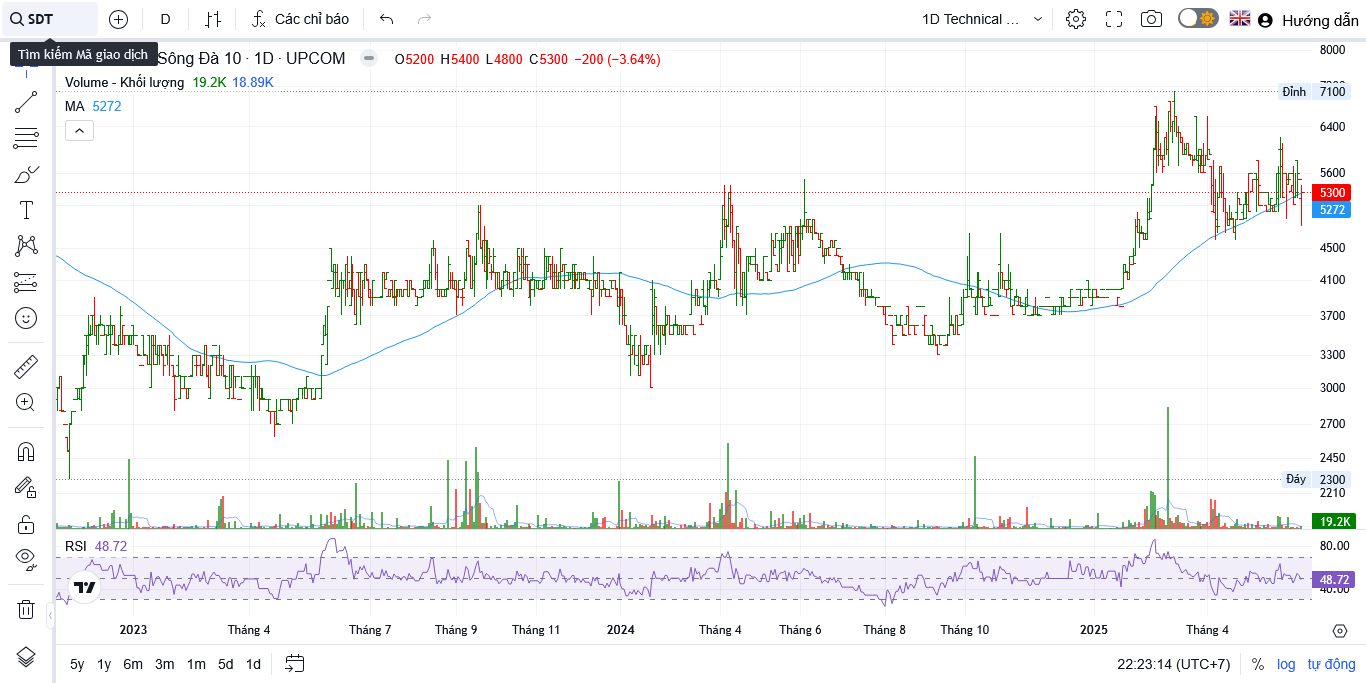 SDT
D
Các chỉ báo
1D Technical ...
Hướng dẫn
Tìm kiếm Mã giao dịch
Sông Đà 10 · 1D · UPCOM
O5200 H5400 L4800 C5300 −200 (−3.64%)
Volume - Khối lượng 19.2K 18.89K
MA 5272
8000
Đỉnh 7100
6400
5600
5300
5272
4500
4100
3700
3300
3000
2700
2450
Đáy 2300
2210
19.2K
RSI 48.72
80.00
48.72
40.00
2023 Tháng 4 Tháng 7 Tháng 9 Tháng 11 2024 Tháng 4 Tháng 6 Tháng 8 Tháng 10 2025 Tháng 4
5y 1y 6m 3m 1m 5d 1d
22:23:14 (UTC+7) % log tự động